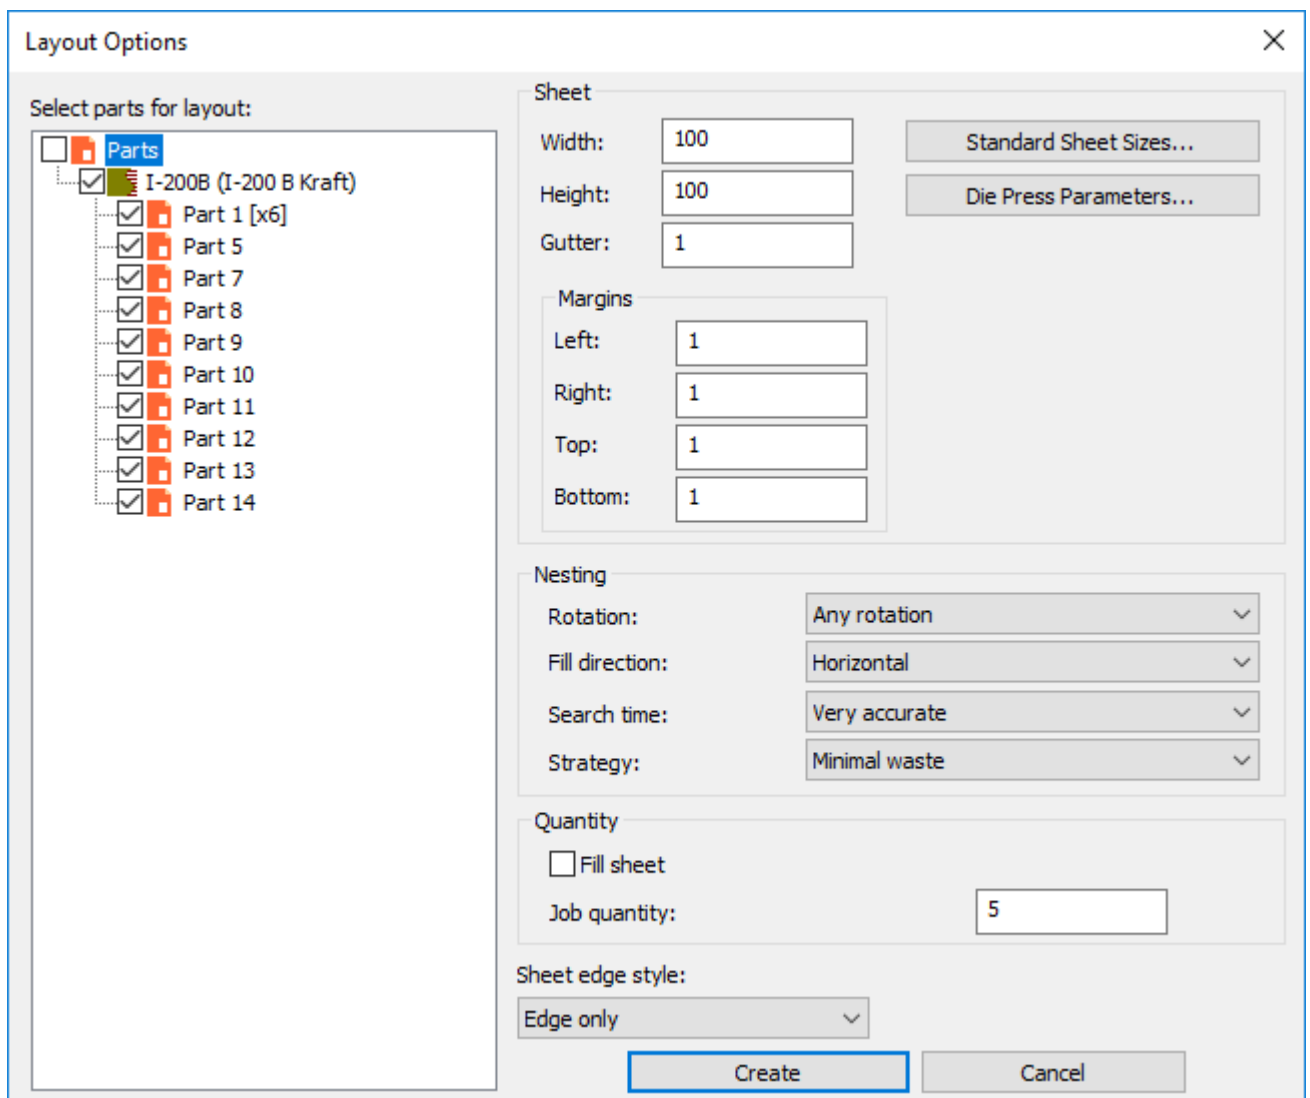 Layout Options
Select parts for layout:
Parts
I-200B (I-200 B Kraft)
Part 1 [x6]
Part 5
Part 7
Part 8
Part 9
Part 10
Part 11
Part 12
Part 13
Part 14
Sheet
Width: 100 Standard Sheet Sizes...
Height: 100 Die Press Parameters...
Gutter: 1
Margins
Left: 1
Right: 1
Top: 1
Bottom: 1
Nesting
Rotation: Any rotation
Fill direction: Horizontal
Search time: Very accurate
Strategy: Minimal waste
Quantity
Fill sheet
Job quantity: 5
Sheet edge style:
Edge only
Create Cancel